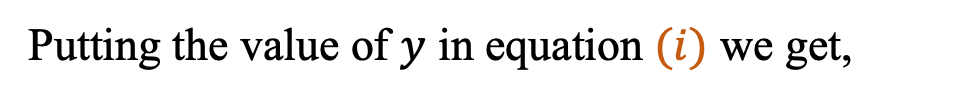 Putting the value of y in equation (i) we get,